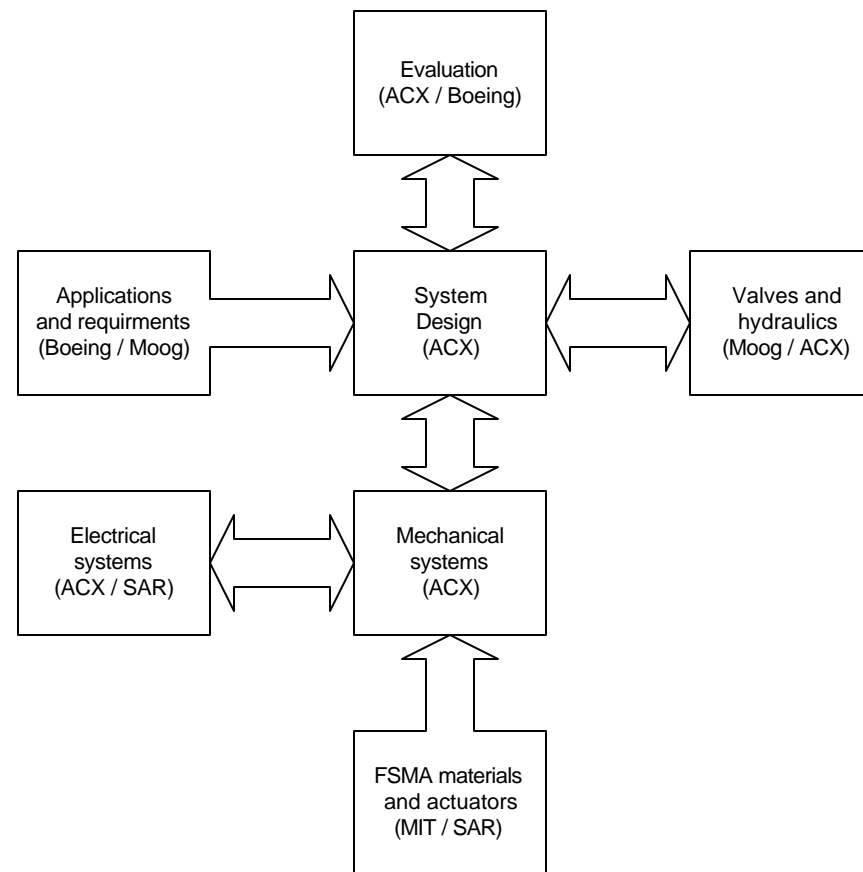 Evaluation
(ACX / Boeing)
Applications
and requirments
(Boeing / Moog)
System
Design
(ACX)
Valves and
hydraulics
(Moog / ACX)
Electrical
systems
(ACX / SAR)
Mechanical
systems
(ACX)
FSMA materials
and actuators
(MIT / SAR)